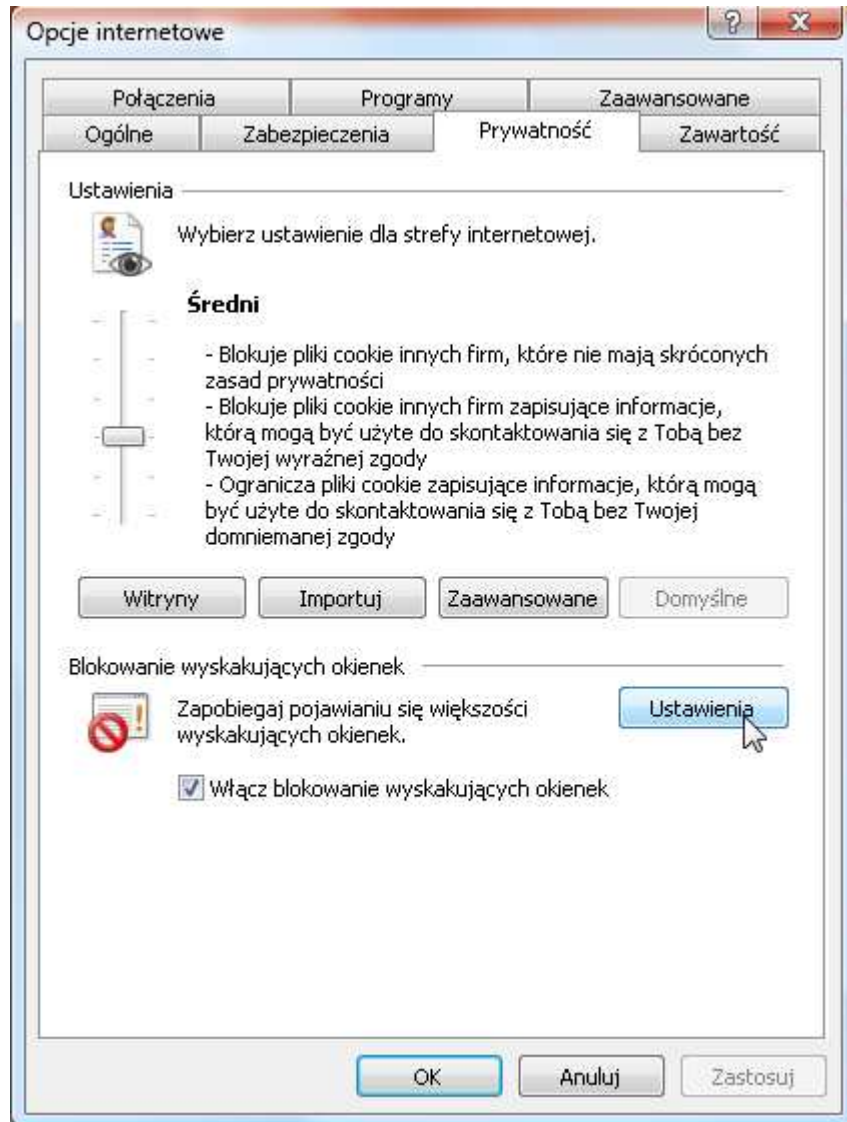 Opcje internetowe
Połączenia Programy Zaawansowane
Ogólne Zabezpieczenia Prywatność Zawartość
Ustawienia
Wybierz ustawienie dla strefy internetowej.
Średni
- Blokuje pliki cookie innych firm, które nie mają skróconych
zasad prywatności
- Blokuje pliki cookie innych firm zapisujące informacje,
którą mogą być użyte do skontaktowania się z Tobą bez
Twojej wyraźnej zgody
- Ogranicza pliki cookie zapisujące informacje, którą mogą
być użyte do skontaktowania się z Tobą bez Twojej
domniemanej zgody
Witryny Importuj Zaawansowane Domyślne
Blokowanie wyskakujących okienek
Zapobiegaj pojawianiu się większości
wyskakujących okienek.
Ustawienia
Włącz blokowanie wyskakujących okienek
OK Anuluj Zastosuj